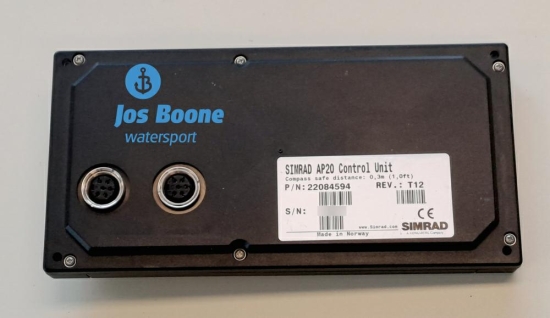 Jos Boone
watersport
SIMRAD AP20 Control Unit
Compass safe distance: 0,3m (1,0ft)
P/N: 22084594 REV.: T12
S/N:
CE
www.Simrad.com SIMRAD
Made in Norway